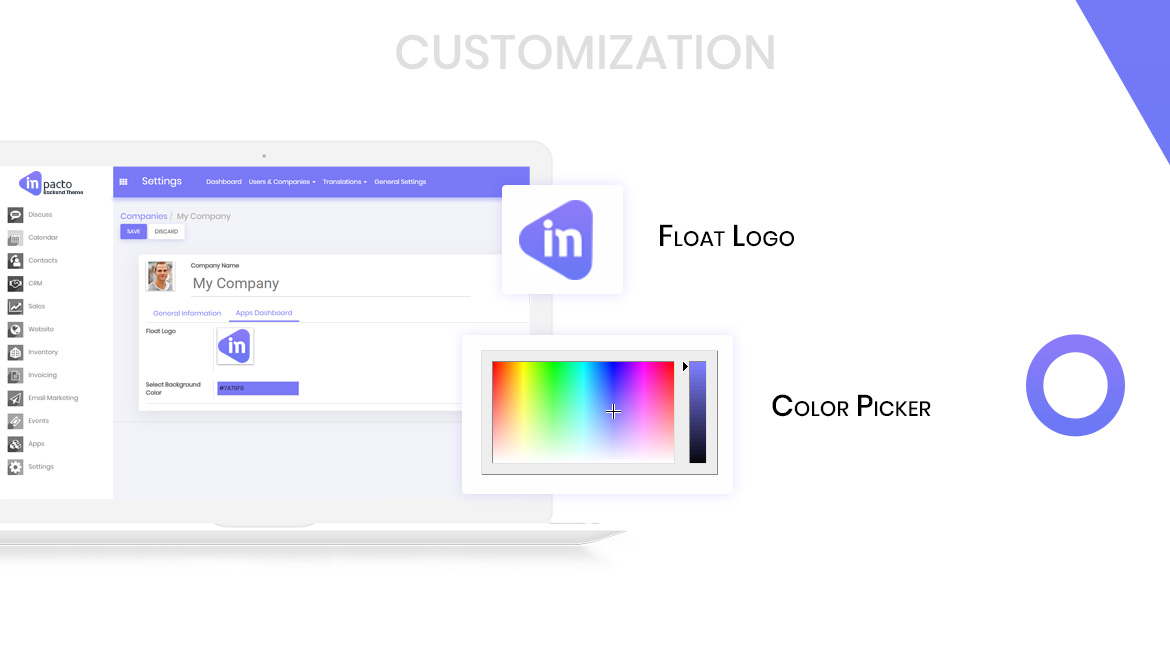 CUSTOMIZATION
in pacto
Backend Theme
Settings
Dashboard Users & Companies Translations General Settings
Discuss
Calendar
Contacts
CRM
Sales
Website
Inventory
Invoicing
Email Marketing
Events
Apps
Settings
Companies / My Company
SAVE DISCARD
Company Name
My Company
General Information Apps Dashboard
Float Logo
in
Select Background
Color
#7A79F6
in
Float Logo
Color Picker